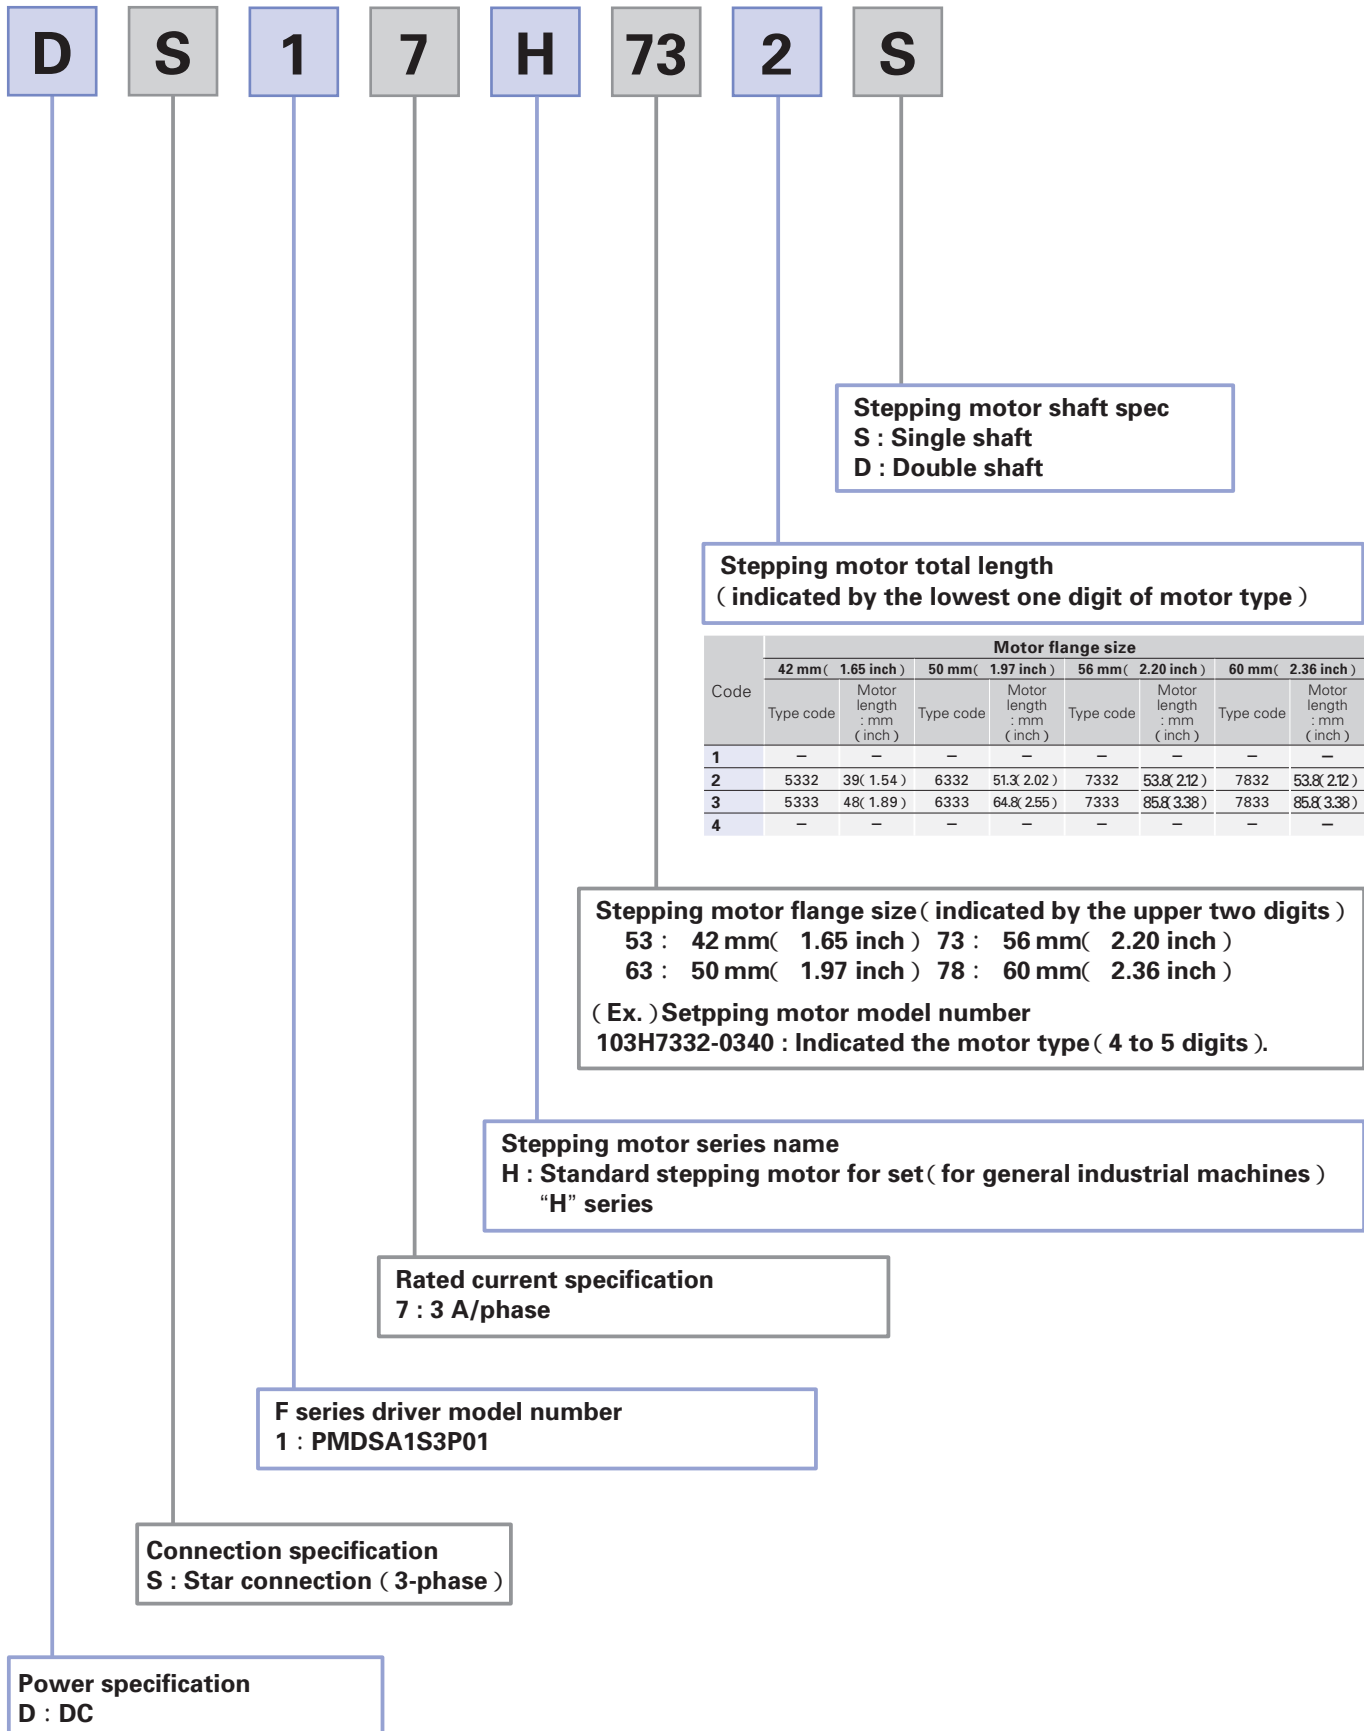 D S 1 7 H 73 2 S
Stepping motor shaft spec
S : Single shaft
D : Double shaft
Stepping motor total length
( indicated by the lowest one digit of motor type )
Motor flange size
42 mm( 1.65 inch ) 50 mm( 1.97 inch ) 56 mm( 2.20 inch ) 60 mm( 2.36 inch )
Code Type code Motor length : mm ( inch ) Type code Motor length : mm ( inch ) Type code Motor length : mm ( inch ) Type code Motor length : mm ( inch )
1 – – – – – – – –
2 5332 39( 1.54 ) 6332 51.3( 2.02 ) 7332 53.8( 2.12 ) 7832 53.8( 2.12 )
3 5333 48( 1.89 ) 6333 64.8( 2.55 ) 7333 85.8( 3.38 ) 7833 85.8( 3.38 )
4 – – – – – – – –
Stepping motor flange size( indicated by the upper two digits )
53 : 42 mm( 1.65 inch ) 73 : 56 mm( 2.20 inch )
63 : 50 mm( 1.97 inch ) 78 : 60 mm( 2.36 inch )
( Ex. )Setpping motor model number
103H7332-0340 : Indicated the motor type( 4 to 5 digits ).
Stepping motor series name
H : Standard stepping motor for set( for general industrial machines )
“H” series
Rated current specification
7 : 3 A/phase
F series driver model number
1 : PMDSA1S3P01
Connection specification
S : Star connection ( 3-phase )
Power specification
D : DC